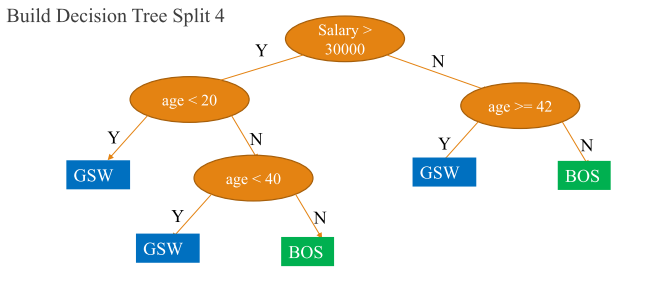 Build Decision Tree Split 4
Salary >
30000
Y
N
age < 20
age >= 42
Y
N
Y
N
GSW
age < 40
GSW
BOS
Y
N
GSW
BOS